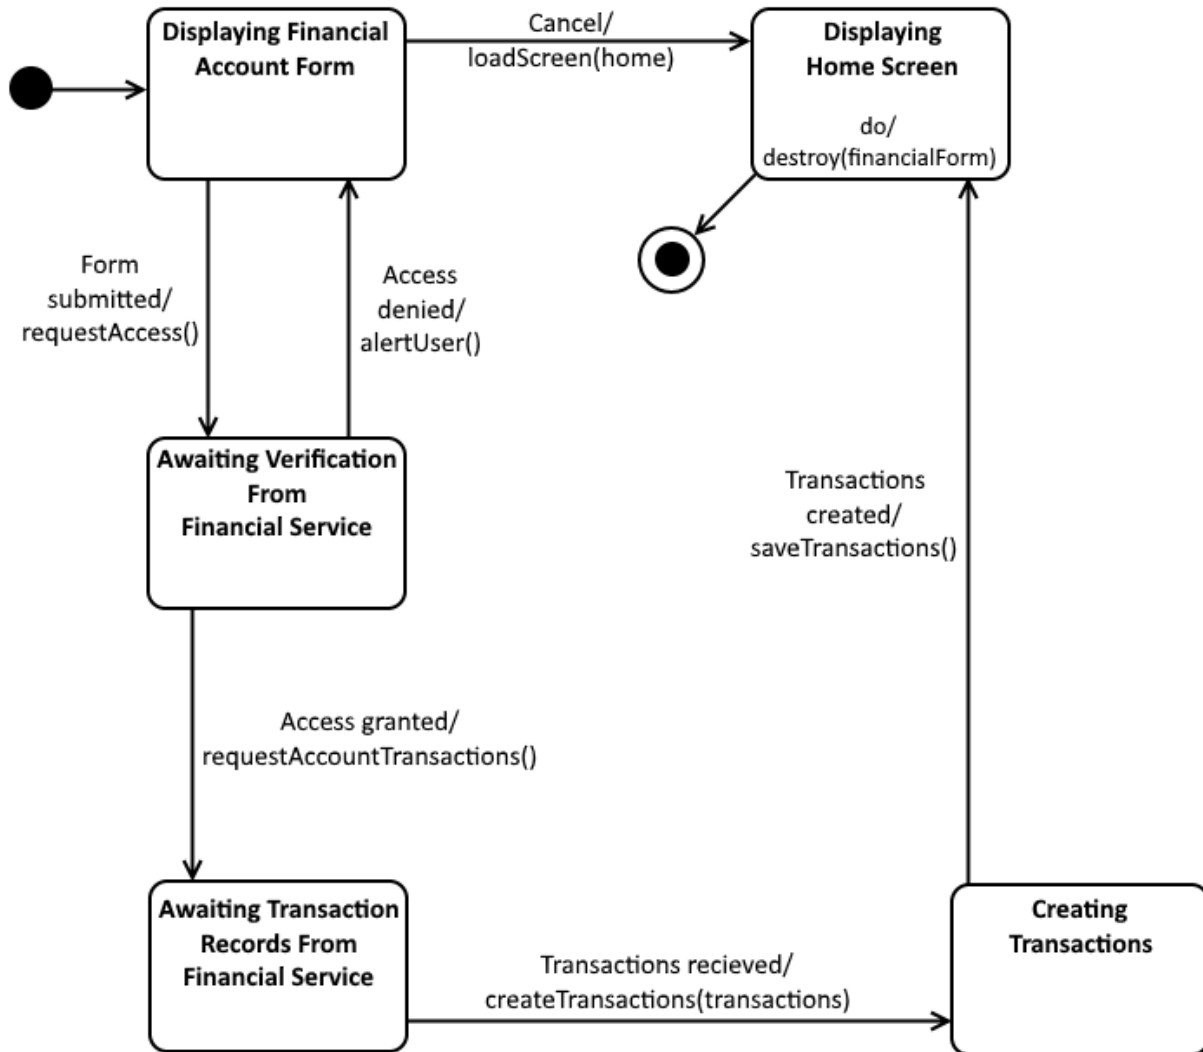 Displaying Financial
Account Form
Cancel/
loadScreen(home)
Displaying
Home Screen
do/
destroy(financialForm)
Form
submitted/
requestAccess()
Access
denied/
alertUser()
Awaiting Verification
From
Financial Service
Transactions
created/
saveTransactions()
Access granted/
requestAccountTransactions()
Awaiting Transaction
Records From
Financial Service
Transactions recieved/
createTransactions(transactions)
Creating
Transactions